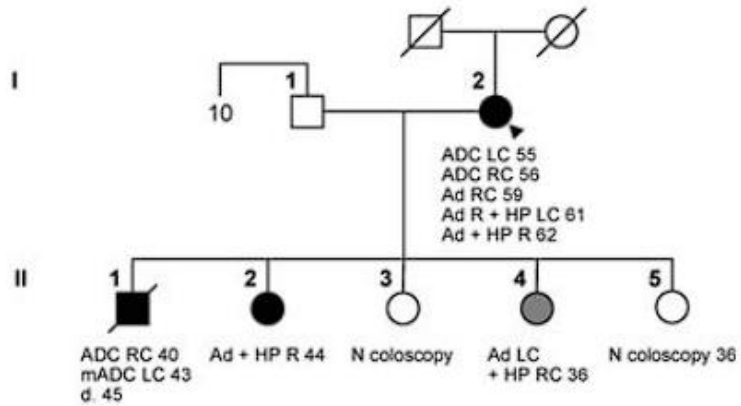 I
1
2
10
ADC LC 55
ADC RC 56
Ad RC 59
Ad R + HP LC 61
Ad + HP R 62
II
1
2
3
4
5
ADC RC 40
mADC LC 43
d. 45
Ad + HP R 44
N coloscopy
Ad LC
+ HP RC 36
N coloscopy 36